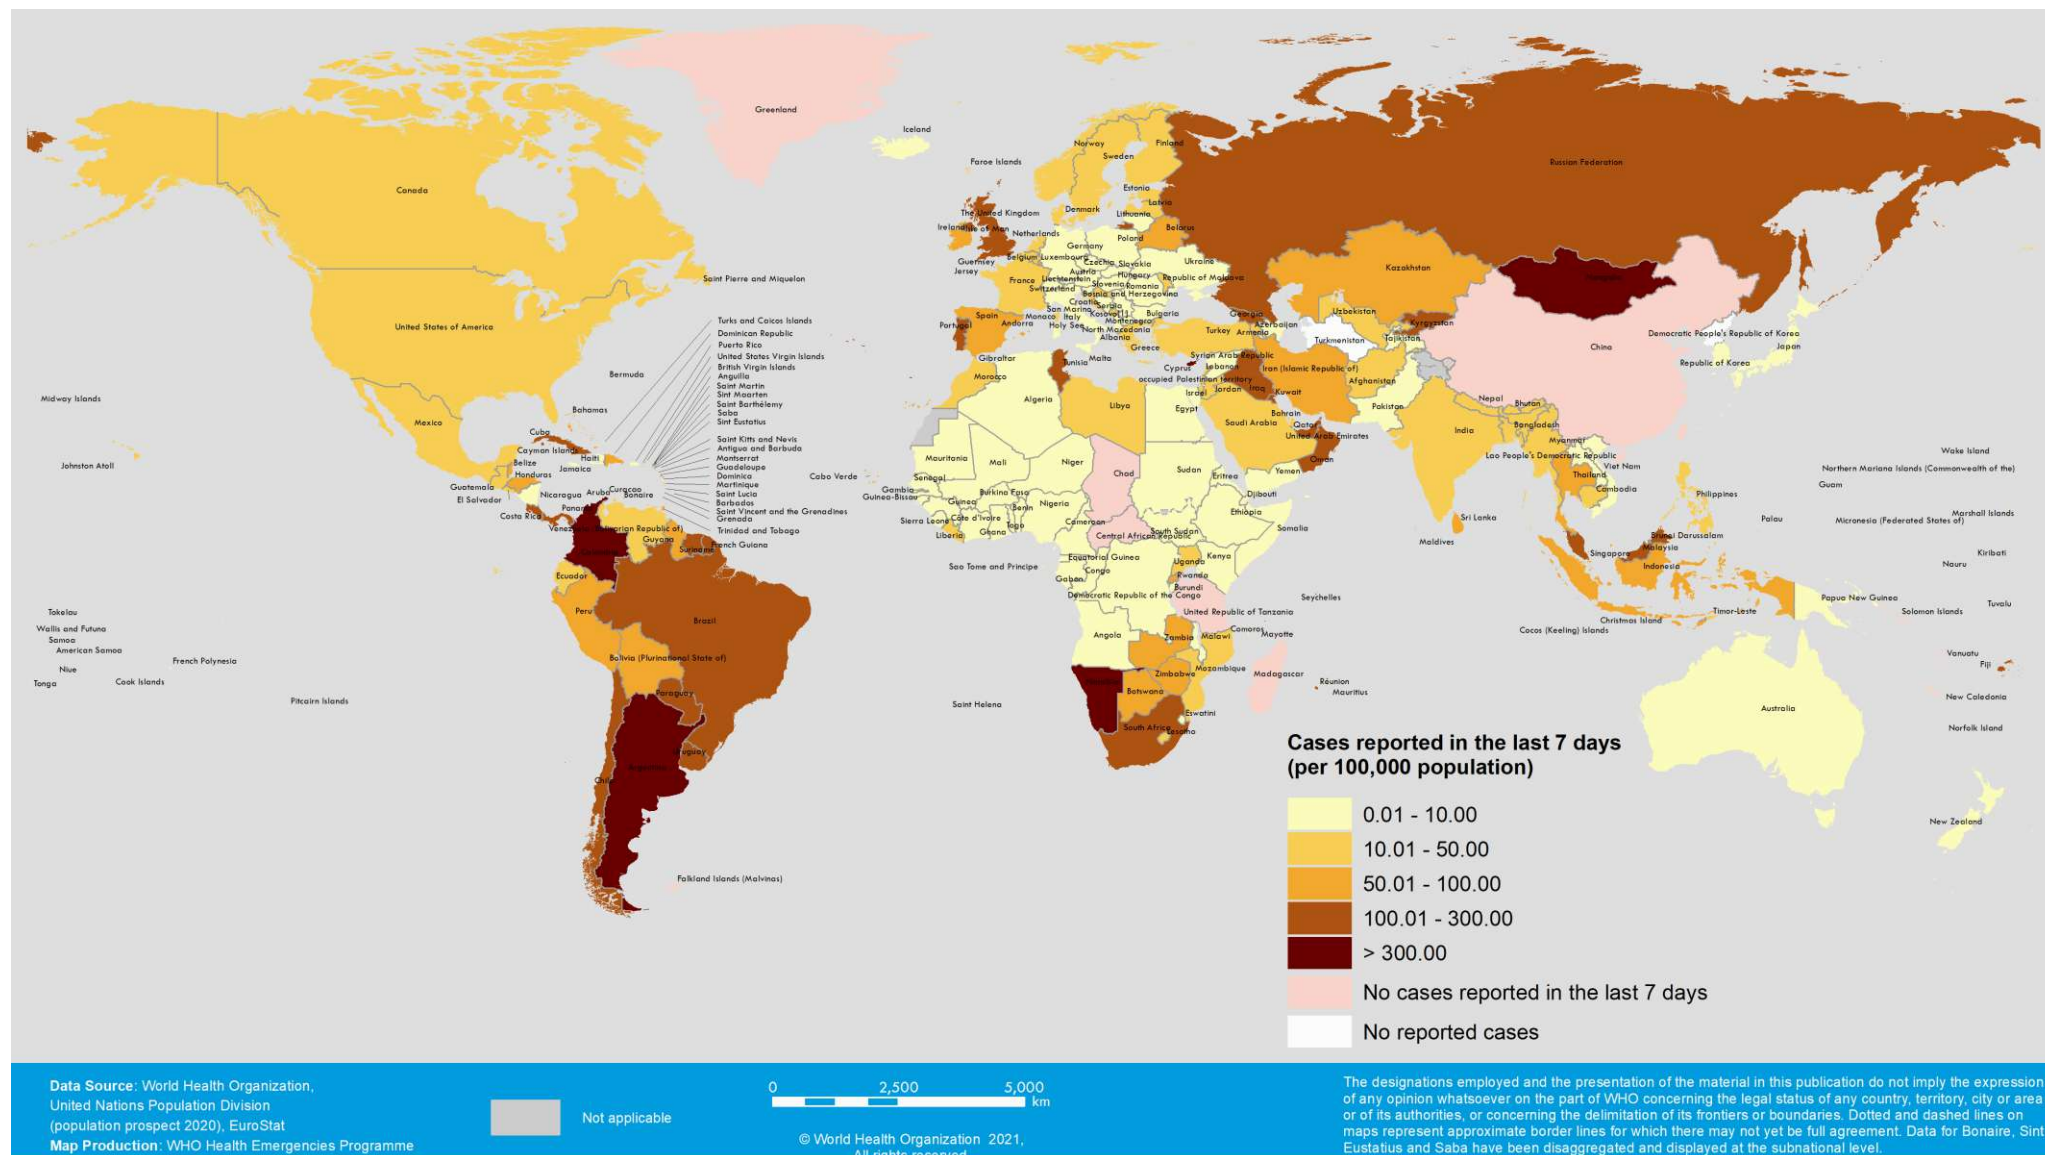 Greenland
Iceland
Faroe Islands
Norway
Sweden
Finland
Russian Federation
Canada
Estonia
Latvia
Denmark
Lithuania
The United Kingdom
Ireland
Isle of Man
Netherlands
Belarus
Germany
Poland
Guernsey
Jersey
Belgium
Luxembourg
Czechia
Slovakia
Ukraine
Kazakhstan
Saint Pierre and Miquelon
France
Liechtenstein
Austria
Hungary
Republic of Moldova
Switzerland
Slovenia
Romania
Croatia
Bosnia and Herzegovina
Serbia
United States of America
Turks and Caicos Islands
Dominican Republic
Puerto Rico
United States Virgin Islands
British Virgin Islands
Anguilla
Saint Martin
Sint Maarten
Saint Barthélemy
Saba
Sint Eustatius
Saint Kitts and Nevis
Antigua and Barbuda
Montserrat
Guadeloupe
Dominica
Martinique
Saint Lucia
Barbados
Saint Vincent and the Grenadines
Grenada
Trinidad and Tobago
Portugal
Spain
Andorra
Monaco
San Marino
Italy
Holy See
Kosovo[1]
Montenegro
North Macedonia
Albania
Bulgaria
Greece
Turkey
Georgia
Armenia
Azerbaijan
Uzbekistan
Kyrgyzstan
Turkmenistan
Tajikistan
China
Democratic People's Republic of Korea
Republic of Korea
Japan
Bermuda
Midway Islands
Bahamas
Mexico
Cuba
Cayman Islands
Belize
Haiti
Jamaica
Honduras
Guatemala
El Salvador
Nicaragua
Aruba
Curaçao
Bonaire
Costa Rica
Panama
Johnston Atoll
Gibraltar
Morocco
Tunisia
Malta
Cyprus
Syrian Arab Republic
Lebanon
occupied Palestinian territory
Israel
Jordan
Iraq
Kuwait
Iran (Islamic Republic of)
Afghanistan
Pakistan
Nepal
Bhutan
Bangladesh
India
Myanmar
Lao People's Democratic Republic
Viet Nam
Thailand
Cambodia
Philippines
Algeria
Libya
Egypt
Saudi Arabia
Bahrain
Qatar
United Arab Emirates
Oman
Yemen
Cabo Verde
Mauritania
Mali
Niger
Chad
Sudan
Eritrea
Djibouti
Senegal
Gambia
Guinea-Bissau
Guinea
Burkina Faso
Benin
Nigeria
Sierra Leone
Côte d'Ivoire
Togo
Ghana
Liberia
Cameroon
Central African Republic
South Sudan
Ethiopia
Somalia
Sri Lanka
Maldives
Wake Island
Northern Mariana Islands (Commonwealth of the)
Guam
Marshall Islands
Micronesia (Federated States of)
Palau
Kiribati
Nauru
Brunei Darussalam
Malaysia
Singapore
Indonesia
Papua New Guinea
Solomon Islands
Tuvalu
Timor-Leste
Christmas Island
Cocos (Keeling) Islands
Guyana
Suriname
French Guiana
Ecuador
Peru
Brazil
Bolivia (Plurinational State of)
Paraguay
Uruguay
Chile
Argentina
Falkland Islands (Malvinas)
Sao Tome and Principe
Equatorial Guinea
Gabon
Congo
Democratic Republic of the Congo
Uganda
Kenya
Rwanda
Burundi
United Republic of Tanzania
Seychelles
Angola
Zambia
Malawi
Comoros
Mayotte
Mozambique
Zimbabwe
Botswana
Madagascar
Réunion
Mauritius
Eswatini
South Africa
Lesotho
Saint Helena
Tokelau
Wallis and Futuna
Samoa
American Samoa
Niue
Tonga
Cook Islands
French Polynesia
Pitcairn Islands
Vanuatu
Fiji
New Caledonia
Norfolk Island
Australia
New Zealand
Cases reported in the last 7 days
(per 100,000 population)
0.01 - 10.00
10.01 - 50.00
50.01 - 100.00
100.01 - 300.00
> 300.00
No cases reported in the last 7 days
No reported cases
Data Source: World Health Organization,
United Nations Population Division
(population prospect 2020), EuroStat
Map Production: WHO Health Emergencies Programme
Not applicable
0 2,500 5,000
km
© World Health Organization 2021,
All rights reserved
The designations employed and the presentation of the material in this publication do not imply the expression
of any opinion whatsoever on the part of WHO concerning the legal status of any country, territory, city or area
or of its authorities, or concerning the delimitation of its frontiers or boundaries. Dotted and dashed lines on
maps represent approximate border lines for which there may not yet be full agreement. Data for Bonaire, Sint
Eustatius and Saba have been disaggregated and displayed at the subnational level.